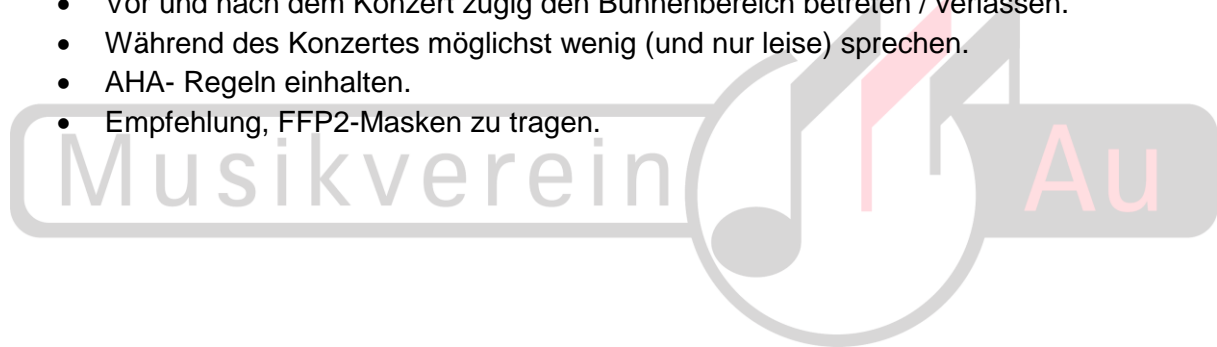 • Vor und nach dem Konzert zügig den Bühnenbereich betreten / verlassen.
• Während des Konzertes möglichst wenig (und nur leise) sprechen.
• AHA- Regeln einhalten.
• Empfehlung, FFP2-Masken zu tragen.
Musikverein Au